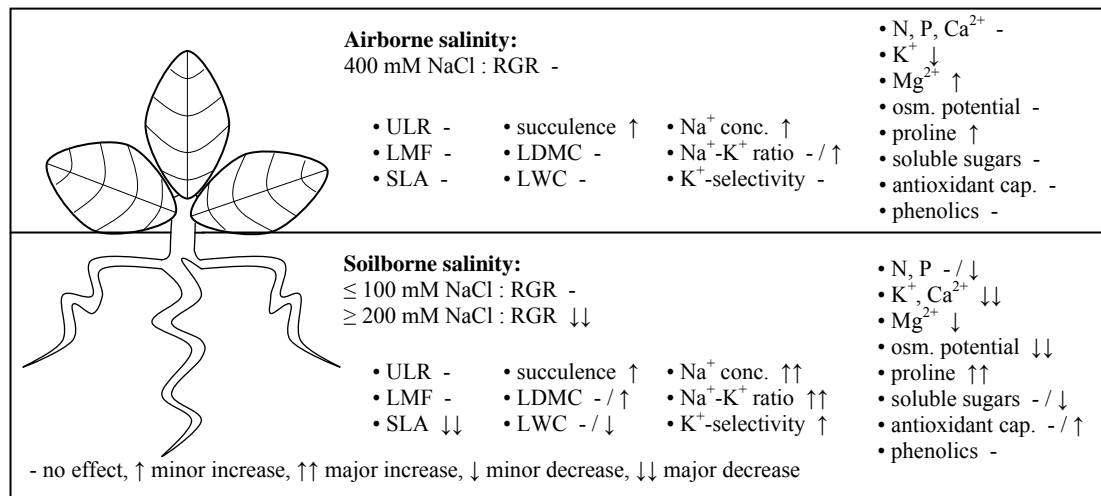 Airborne salinity:
400 mM NaCl : RGR -
• ULR -
• LMF -
• SLA -
• succulence ↑
• LDMC -
• LWC -
• Na⁺ conc. ↑
• Na⁺-K⁺ ratio - / ↑
• K⁺-selectivity -
• N, P, Ca²⁺ -
• K⁺ ↓
• Mg²⁺ ↑
• osm. potential -
• proline ↑
• soluble sugars -
• antioxidant cap. -
• phenolics -
Soilborne salinity:
≤ 100 mM NaCl : RGR -
≥ 200 mM NaCl : RGR ↓↓
• ULR -
• LMF -
• SLA ↓↓
• succulence ↑
• LDMC - / ↑
• LWC - / ↓
• Na⁺ conc. ↑↑
• Na⁺-K⁺ ratio ↑↑
• K⁺-selectivity ↑
• N, P - / ↓
• K⁺, Ca²⁺ ↓↓
• Mg²⁺ ↓
• osm. potential ↓↓
• proline ↑↑
• soluble sugars - / ↓
• antioxidant cap. - / ↑
• phenolics -
- no effect, ↑ minor increase, ↑↑ major increase, ↓ minor decrease, ↓↓ major decrease